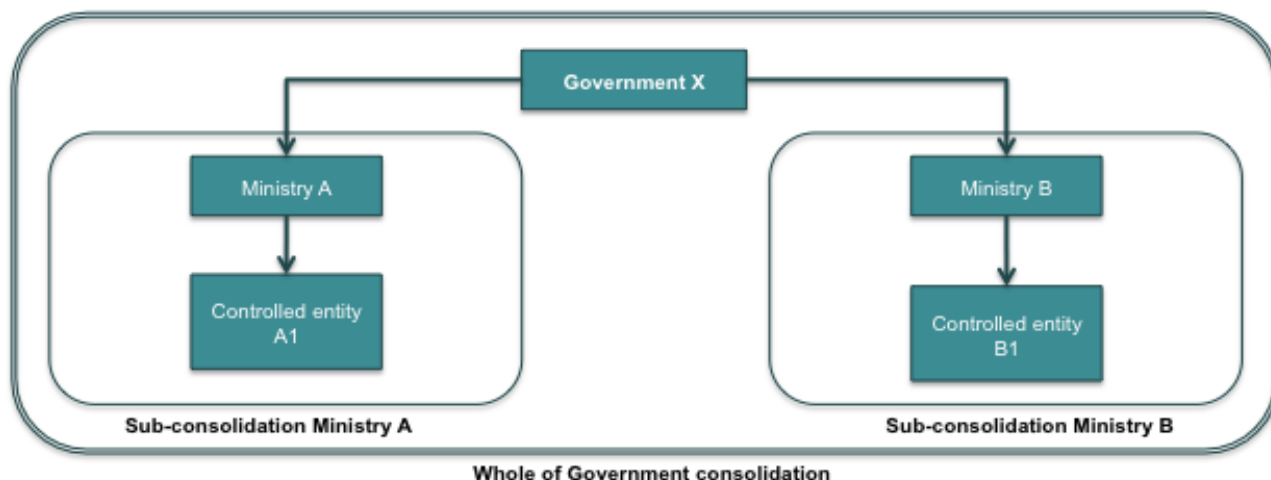 Government X
Ministry A
Ministry B
Controlled entity
A1
Controlled entity
B1
Sub-consolidation Ministry A
Sub-consolidation Ministry B
Whole of Government consolidation